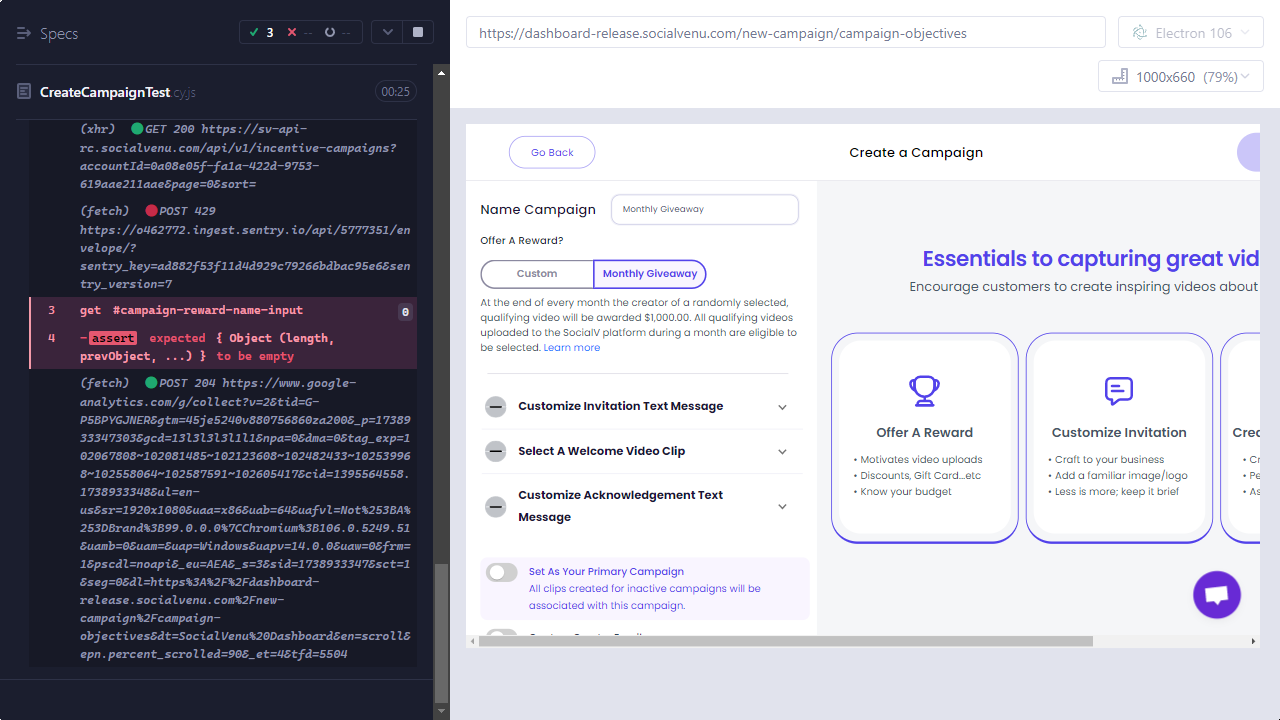 Specs
3
--
--
CreateCampaignTest.cy.js
00:25
(xhr) GET 200 https://sv-api-
rc.socialvenu.com/api/v1/incentive-campaigns?
accountId=0a08e05f-fa1a-422d-9753-
619aae211aae&page=0&sort=
(fetch) POST 429
https://o462772.ingest.sentry.io/api/5777351/en
velope/?
sentry_key=ad882f53f11d4d929c79266bdbac95e6&sen
try_version=7
3 get #campaign-reward-name-input 0
4 -assert expected { Object (length,
prevObject, ...) } to be empty
(fetch) POST 204 https://www.google-
analytics.com/g/collect?v=2&tid=G-
P5BPYGJNER&gtm=45je5240v880756860za200&_p=17389
33347303&gcd=13l3l3l3l1l1&npa=0&dma=0&tag_exp=1
02067808~102081485~102123608~102482433~10253996
8~102558064~102587591~102605417&cid=1395564558.
1738933348&ul=en-
us&sr=1920x1080&uaa=x86&uab=64&uafvl=Not%253BA%
253DBrand%3B99.0.0.0%7CChromium%3B106.0.5249.51
&uamb=0&uam=&uap=Windows&uapv=14.0.0&uaw=0&frm=
1&pscdl=noapi&_eu=AEA&_s=3&sid=1738933347&sct=1
&seg=0&dl=https%3A%2F%2Fdashboard-
release.socialvenu.com%2Fnew-
campaign%2Fcampaign-
objectives&dt=SocialVenu%20Dashboard&en=scroll&
epn.percent_scrolled=90&_et=4&tfd=5504
https://dashboard-release.socialvenu.com/new-campaign/campaign-objectives
Electron 106
1000x660 (79%)
Go Back
Create a Campaign
Name Campaign
Monthly Giveaway
Offer A Reward?
Custom
Monthly Giveaway
At the end of every month the creator of a randomly selected,
qualifying video will be awarded $1,000.00. All qualifying videos
uploaded to the SocialV platform during a month are eligible to
be selected. Learn more
Customize Invitation Text Message
Select A Welcome Video Clip
Customize Acknowledgement Text
Message
Set As Your Primary Campaign
All clips created for inactive campaigns will be
associated with this campaign.
Essentials to capturing great vid
Encourage customers to create inspiring videos about
Offer A Reward
• Motivates video uploads
• Discounts, Gift Card...etc
• Know your budget
Customize Invitation
• Craft to your business
• Add a familiar image/logo
• Less is more; keep it brief
Crea
• Cr
• Pe
• As